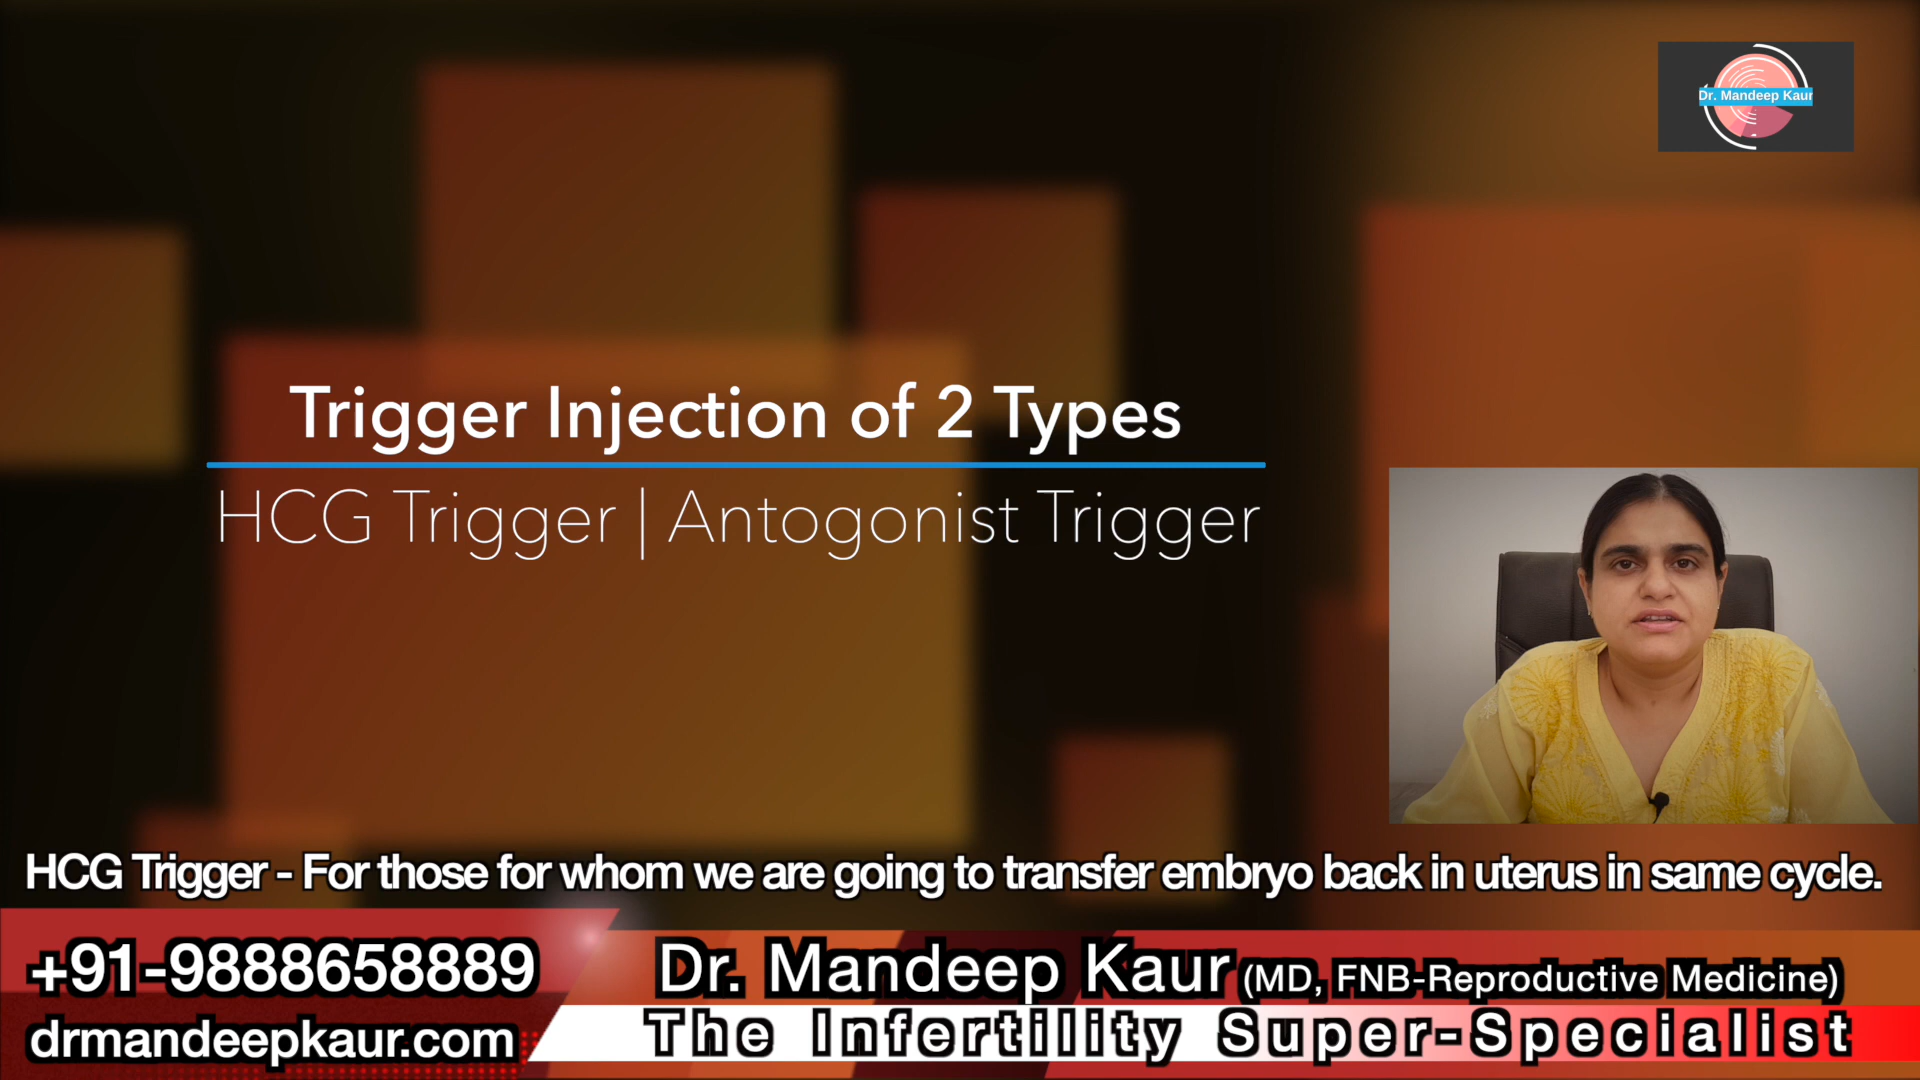 Dr. Mandeep Kaur
Trigger Injection of 2 Types
HCG Trigger | Antogonist Trigger
HCG Trigger - For those for whom we are going to transfer embryo back in uterus in same cycle.
+91-9888658889
drmandeepkaur.com
Dr. Mandeep Kaur (MD, FNB-Reproductive Medicine)
The Infertility Super-Specialist